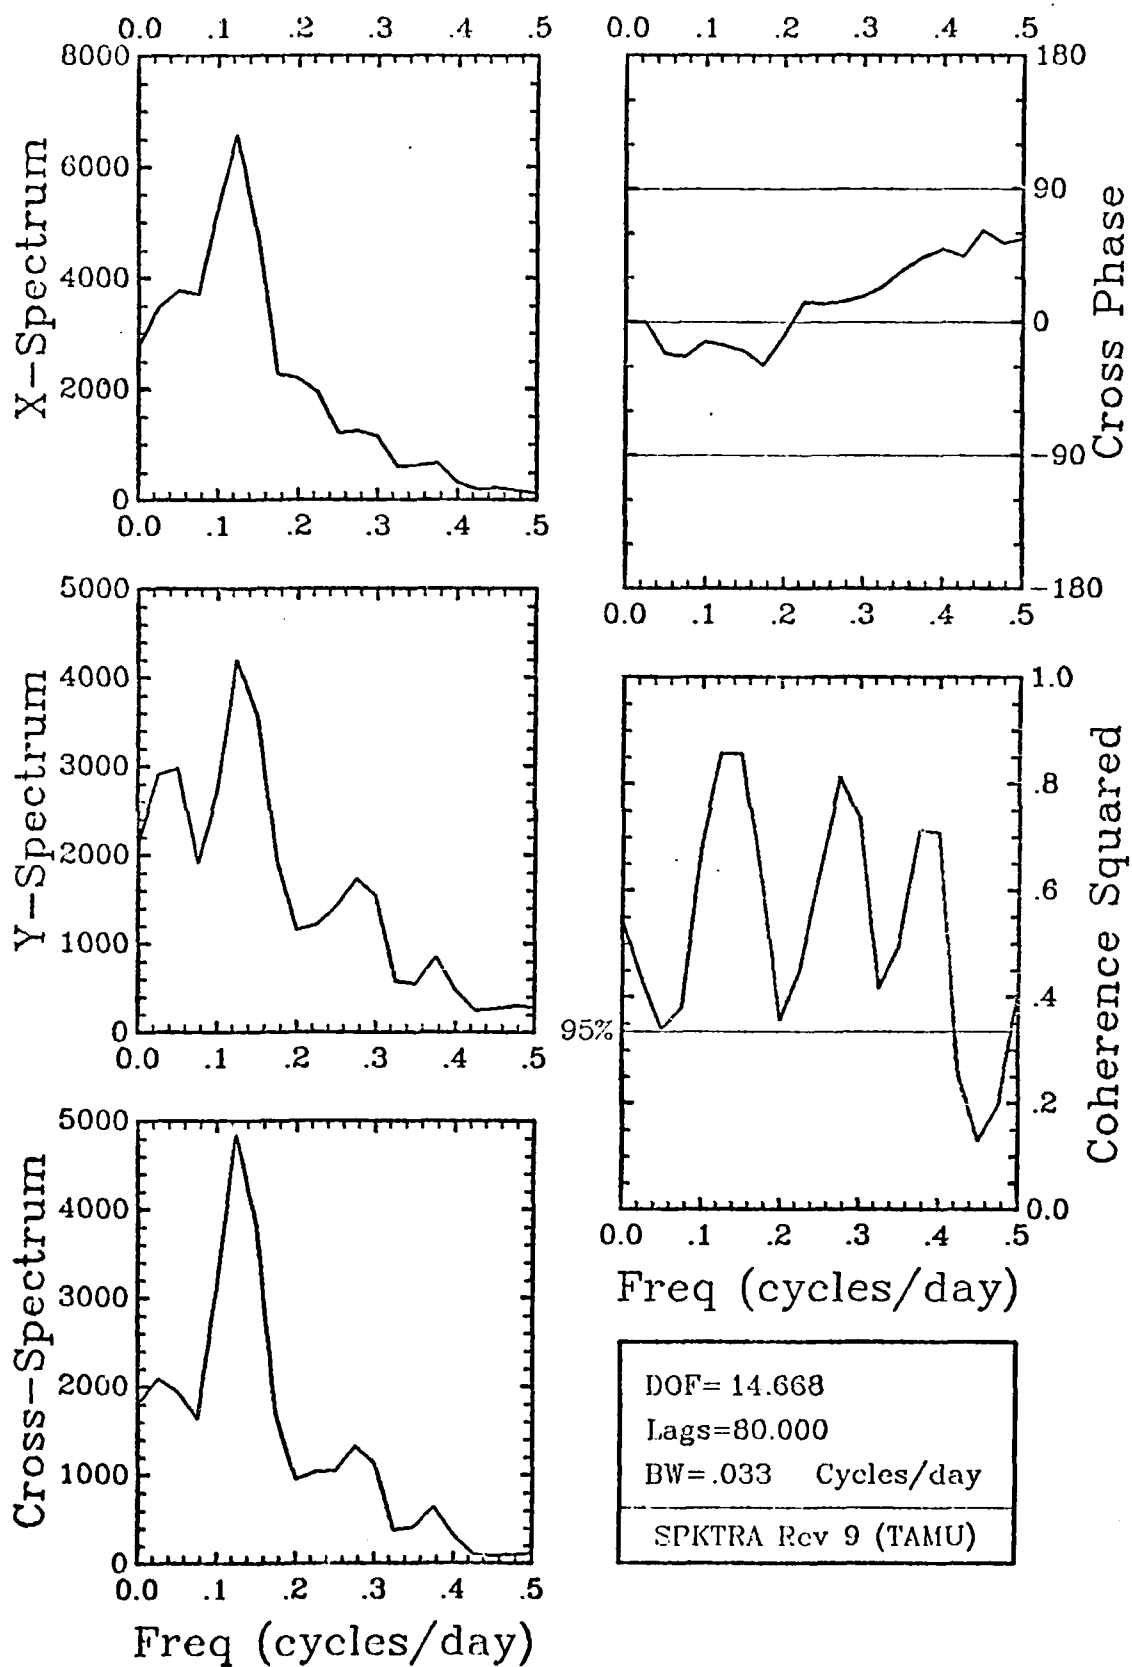 0.0 .1 .2 .3 .4 .5
8000
6000
4000
2000
0
X-Spectrum
0.0 .1 .2 .3 .4 .5
0.0 .1 .2 .3 .4 .5
180
90
0
-90
-180
Cross Phase
0.0 .1 .2 .3 .4 .5
5000
4000
3000
2000
1000
0
Y-Spectrum
0.0 .1 .2 .3 .4 .5
1.0
.8
.6
.4
.2
0.0
95%
Coherence Squared
0.0 .1 .2 .3 .4 .5
Freq (cycles/day)
5000
4000
3000
2000
1000
0
Cross-Spectrum
0.0 .1 .2 .3 .4 .5
Freq (cycles/day)
DOF= 14.668
Lags=80.000
BW= .033 Cycles/day
SPKTRA Rev 9 (TAMU)